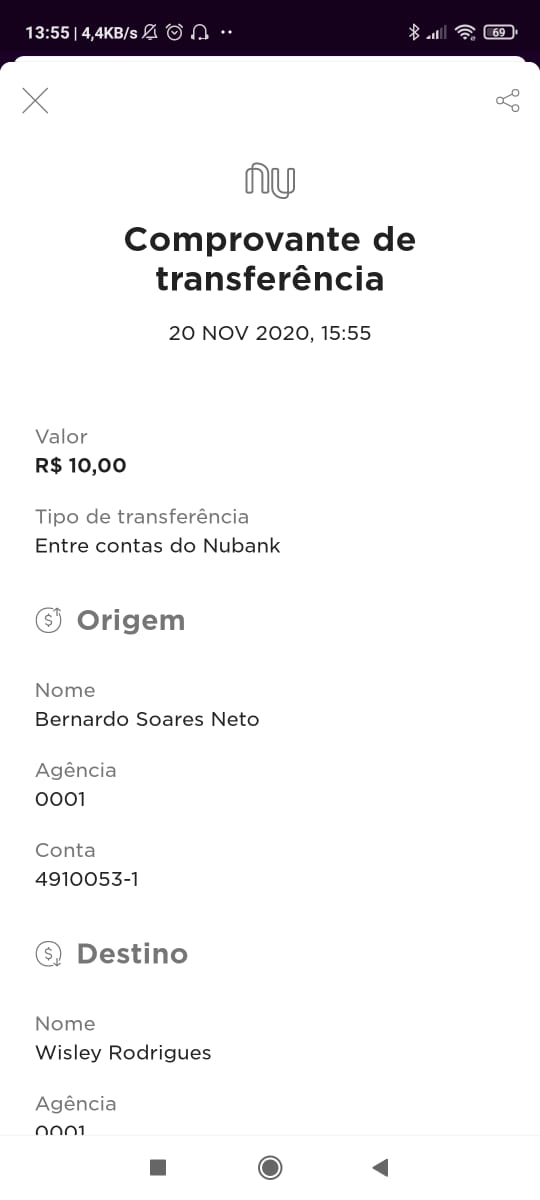 13:55 | 4,4KB/s
69
nu
Comprovante de
transferência
20 NOV 2020, 15:55
Valor
R$ 10,00
Tipo de transferência
Entre contas do Nubank
Origem
Nome
Bernardo Soares Neto
Agência
0001
Conta
4910053-1
Destino
Nome
Wisley Rodrigues
Agência
0001